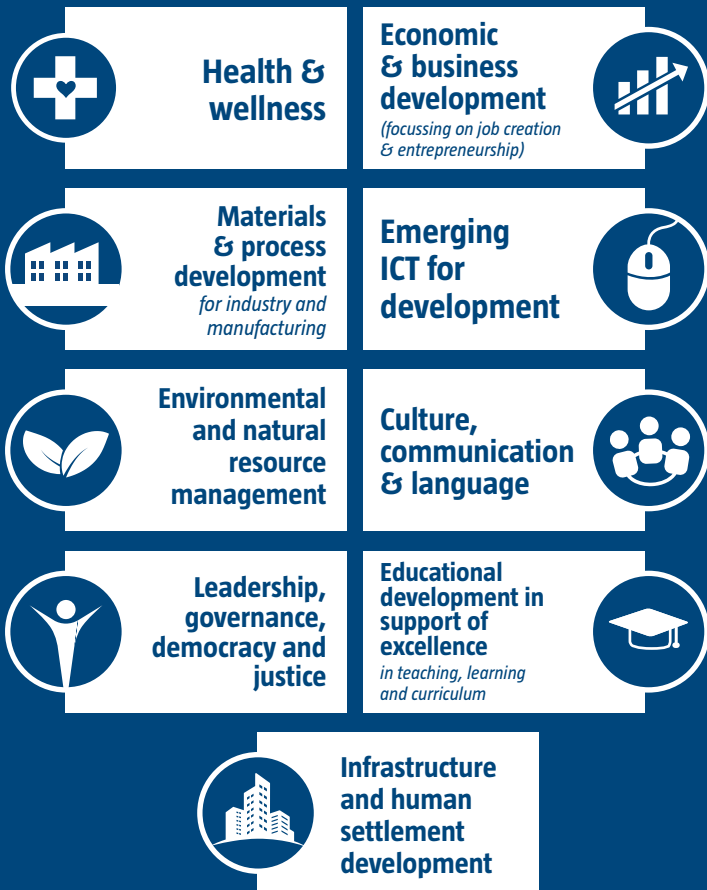 Health &
wellness
Economic
& business
development
(focussing on job creation
& entrepreneurship)
Materials
& process
development
for industry and
manufacturing
Emerging
ICT for
development
Environmental
and natural
resource
management
Culture,
communication
& language
Leadership,
governance,
democracy and
justice
Educational
development in
support of
excellence
in teaching, learning
and curriculum
Infrastructure
and human
settlement
development